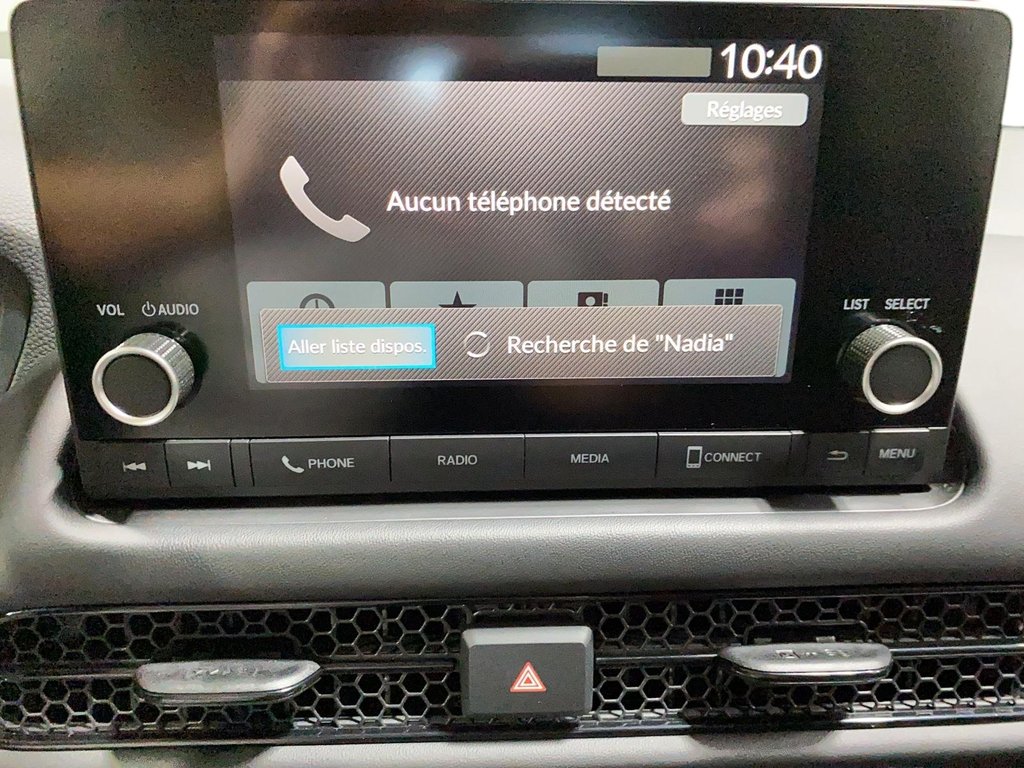 10:40
Réglages
Aucun téléphone détecté
VOL AUDIO
LIST SELECT
Aller liste dispos. Recherche de "Nadia"
PHONE RADIO MEDIA CONNECT MENU